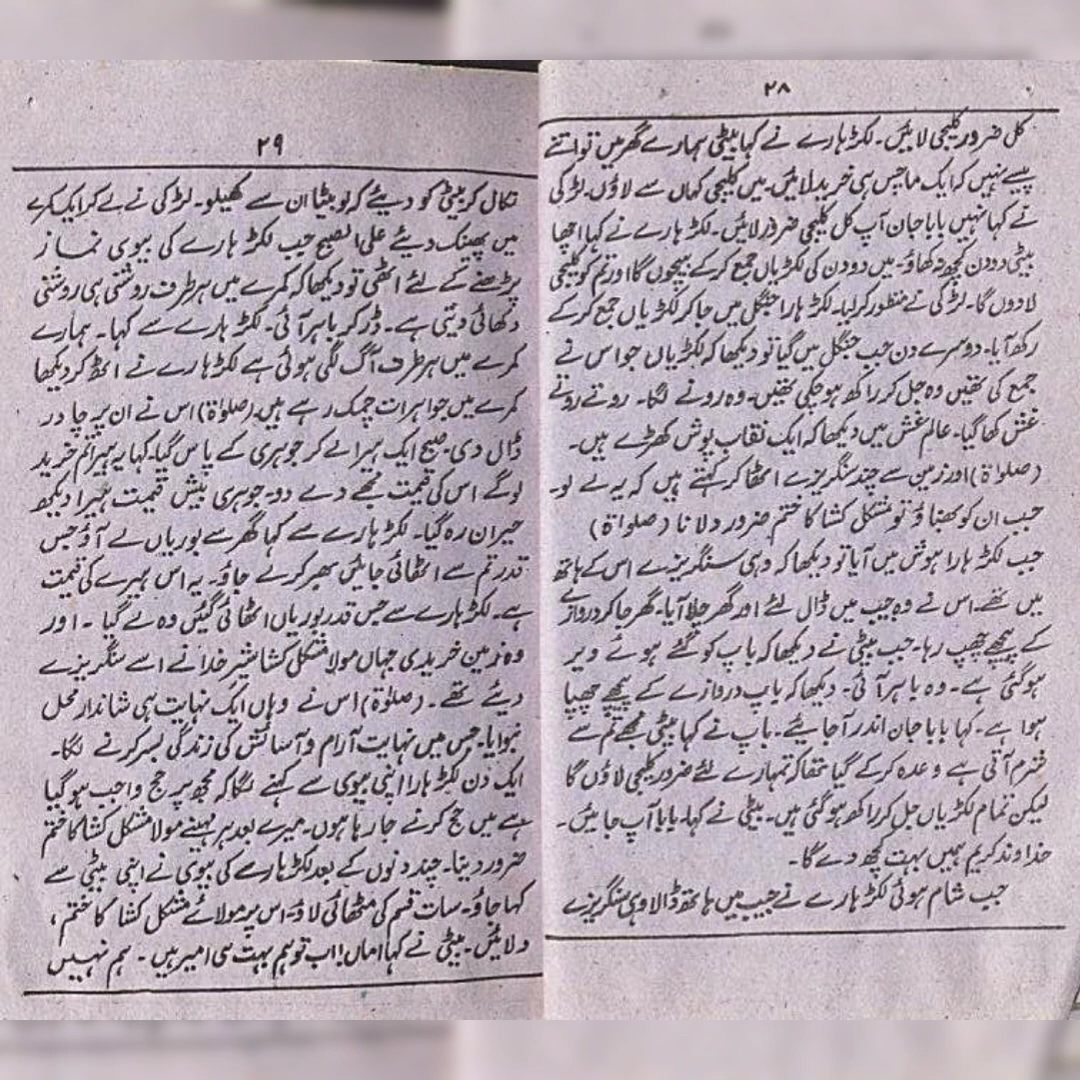 ۲۸
کل ضرور کلیجی لائیں۔ لکڑہارے نے کہا بیٹی ہمارے گھر میں تو اتنے
پیسے نہیں کہ ایک ماچس ہی خرید لائیں۔ میں کلیجی کہاں سے لاؤں۔ لڑکی
نے کہا نہیں بابا جان آپ کل کلیجی ضرور لائیں۔ لکڑہارے نے کہا اچھا
بیٹی دو دن کچھ نہ کھاؤ۔ میں دو دن کی لکڑیاں جمع کر کے بیچوں گا اور تم کو کلیجی
لا دوں گا۔ لڑکی نے منظور کر لیا۔ لکڑ ہارا جنگل میں جا کر لکڑیاں جمع کر کے
رکھ آیا۔ دوسرے دن جب جنگل میں گیا تو دیکھا کہ لکڑیاں جو اس نے
جمع کی تھیں وہ جل کر راکھ ہو چکی تھیں۔ وہ رونے لگا۔ روتے روتے
غش کھا گیا۔ عالم غش میں دیکھا کہ ایک نقاب پوش کھڑے ہیں۔
(صلواۃ) اور زمین سے چند سنگریزے اٹھا کر کہتے ہیں کہ یہ لے لو۔
جب ان کو بھناؤ تو مشکل کشا کا ختم ضرور دلانا (صلواۃ)
جب لکڑ ہارا ہوش میں آیا تو دیکھا کہ وہی سنگریزے اس کے ہاتھ
میں تھے۔ اس نے وہ جیب میں ڈال لئے اور گھر چلا آیا۔ گھر جا کر دروازے
کے پیچھے چھپ رہا۔ جب بیٹی نے دیکھا کہ باپ کو گئے ہوئے دیر
ہو گئی ہے۔ وہ باہر آئی۔ دیکھا کہ باپ دروازے کے پیچھے چھپا
ہوا ہے۔ کہا بابا جان اندر آ جائیے۔ باپ نے کہا بیٹی مجھے تم سے
شرم آتی ہے وعدہ کر کے گیا تھا کہ تمہارے لئے ضرور کلیجی لاؤں گا
لیکن تمام لکڑیاں جل کر راکھ ہو گئی ہیں۔ بیٹی نے کہا۔ بابا آپ جائیں۔
خداوند کریم ہمیں بہت کچھ دے گا۔
جب شام ہوئی لکڑہارے نے جیب میں ہاتھ ڈالا وہی سنگریزے
۲۹
نکال کر بیٹی کو دیئے کہ لو بیٹا ان سے کھیلو۔ لڑکی نے لے کر ایک کمرے
میں پھینک دیئے علی الصبح جب لکڑ ہارے کی بیوی نماز
پڑھنے کے لئے اٹھی تو دیکھا کہ کمرے میں ہر طرف روشنی ہی روشنی
دکھائی دیتی ہے۔ ڈر کر باہر آئی۔ لکڑ ہارے سے کہا۔ ہمارے
کمرے میں ہر طرف آگ لگی ہوئی ہے لکڑ ہارے نے اٹھ کر دیکھا
کمرے میں جواہرات چمک رہے ہیں۔ (صلوٰۃ) اس نے ان پہ چادر
ڈال دی۔ صبح ایک ہیرا لے کر جوہری کے پاس گیا۔ کہا یہ ہیرا تم خرید
لو گے اس کی قیمت مجھے دے دو۔ جوہری بیش قیمت ہیرا دیکھ
حیران رہ گیا۔ لکڑ ہارے سے کہا گھر سے بوریاں لے آؤ جس
قدر تم سے اٹھائی جائیں بھر کر لے جاؤ۔ یہ اس ہیرے کی قیمت
ہے۔ لکڑ ہارے سے جس قدر بوریاں اٹھائی گئیں وہ لے گیا۔ اور
وہ زمین خریدی جہاں مولا مشکل کشا شیر خدا نے اسے سنگریزے
دیئے تھے۔ (صلوٰۃ) اس نے وہاں ایک نہایت ہی شاندار محل
بنوایا۔ جس میں نہایت آرام و آسائش کی زندگی بسر کرنے لگا۔
ایک دن لکڑ ہارا اپنی بیوی سے کہنے لگا کہ مجھ پر حج واجب ہو گیا
ہے میں حج کرنے جا رہا ہوں۔ میرے بعد ہر مہینے مولا مشکل کشا کا ختم
ضرور دینا۔ چند دنوں کے بعد لکڑ ہارے کی بیوی نے اپنی بیٹی سے
کہا جاؤ۔ سات قسم کی مٹھائی لاؤ۔ اس پر مولائے مشکل کشا کا ختم،
دلائیں۔ بیٹی نے کہا اماں! اب تو ہم بہت سی امیر ہیں۔ ہم نہیں